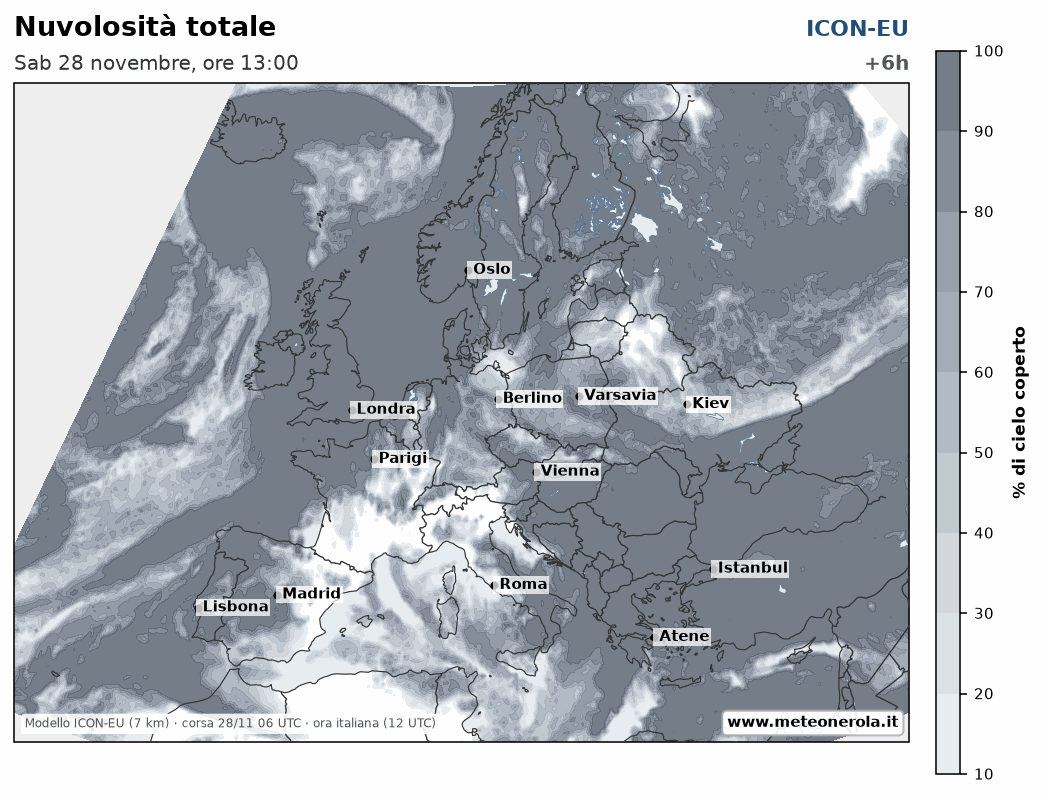 Nuvolosità totale
ICON-EU
Sab 28 novembre, ore 13:00
+6h
100
90
80
70
60
50
40
30
20
10
% di cielo coperto
Oslo
Londra
Berlino
Varsavia
Kiev
Parigi
Vienna
Istanbul
Roma
Madrid
Lisbona
Atene
Modello ICON-EU (7 km) · corsa 28/11 06 UTC · ora italiana (12 UTC)
www.meteonerola.it